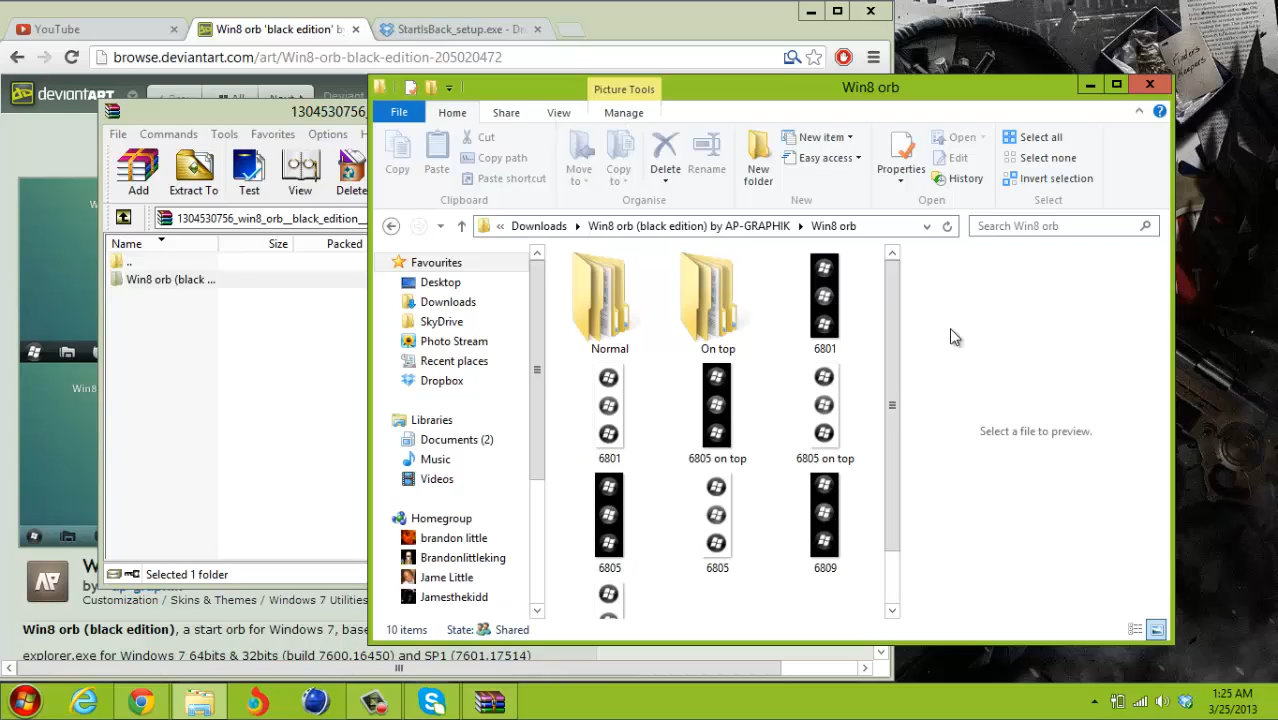 YouTube
Win8 orb 'black edition' b
StartIsBack_setup.exe - Dr
browse.deviantart.com/art/Win8-orb-black-edition-205020472
deviantART
1304530756_
File Commands Tools Favorites Options
Add Extract To Test View Delete
1304530756_win8_orb__black_edition_
Name Size Packed
..
Win8 orb (black ...
Selected 1 folder
Win8
Picture Tools
Win8 orb
File Home Share View Manage
Copy
Paste
Cut
Copy path
Paste shortcut
Clipboard
Move to
Copy to
Delete
Rename
Organise
New folder
New item
Easy access
New
Properties
Open
Edit
History
Open
Select all
Select none
Invert selection
Select
« Downloads Win8 orb (black edition) by AP-GRAPHIK Win8 orb
Search Win8 orb
Favourites
Desktop
Downloads
SkyDrive
Photo Stream
Recent places
Dropbox
Libraries
Documents (2)
Music
Videos
Homegroup
brandon little
Brandonlittleking
Jame Little
Jamesthekidd
Normal On top 6801
6801 6805 on top 6805 on top
6805 6805 6809
Select a file to preview.
10 items State: Shared
AP
W
by
Customization / Skins & Themes / Windows 7 Utilities
Win8 orb (black edition), a start orb for Windows 7, base
explorer.exe for Windows 7 64bits & 32bits (build 7600.16450) and SP1 (7601.17514)
Finders Keepers
1:25 AM
3/25/2013